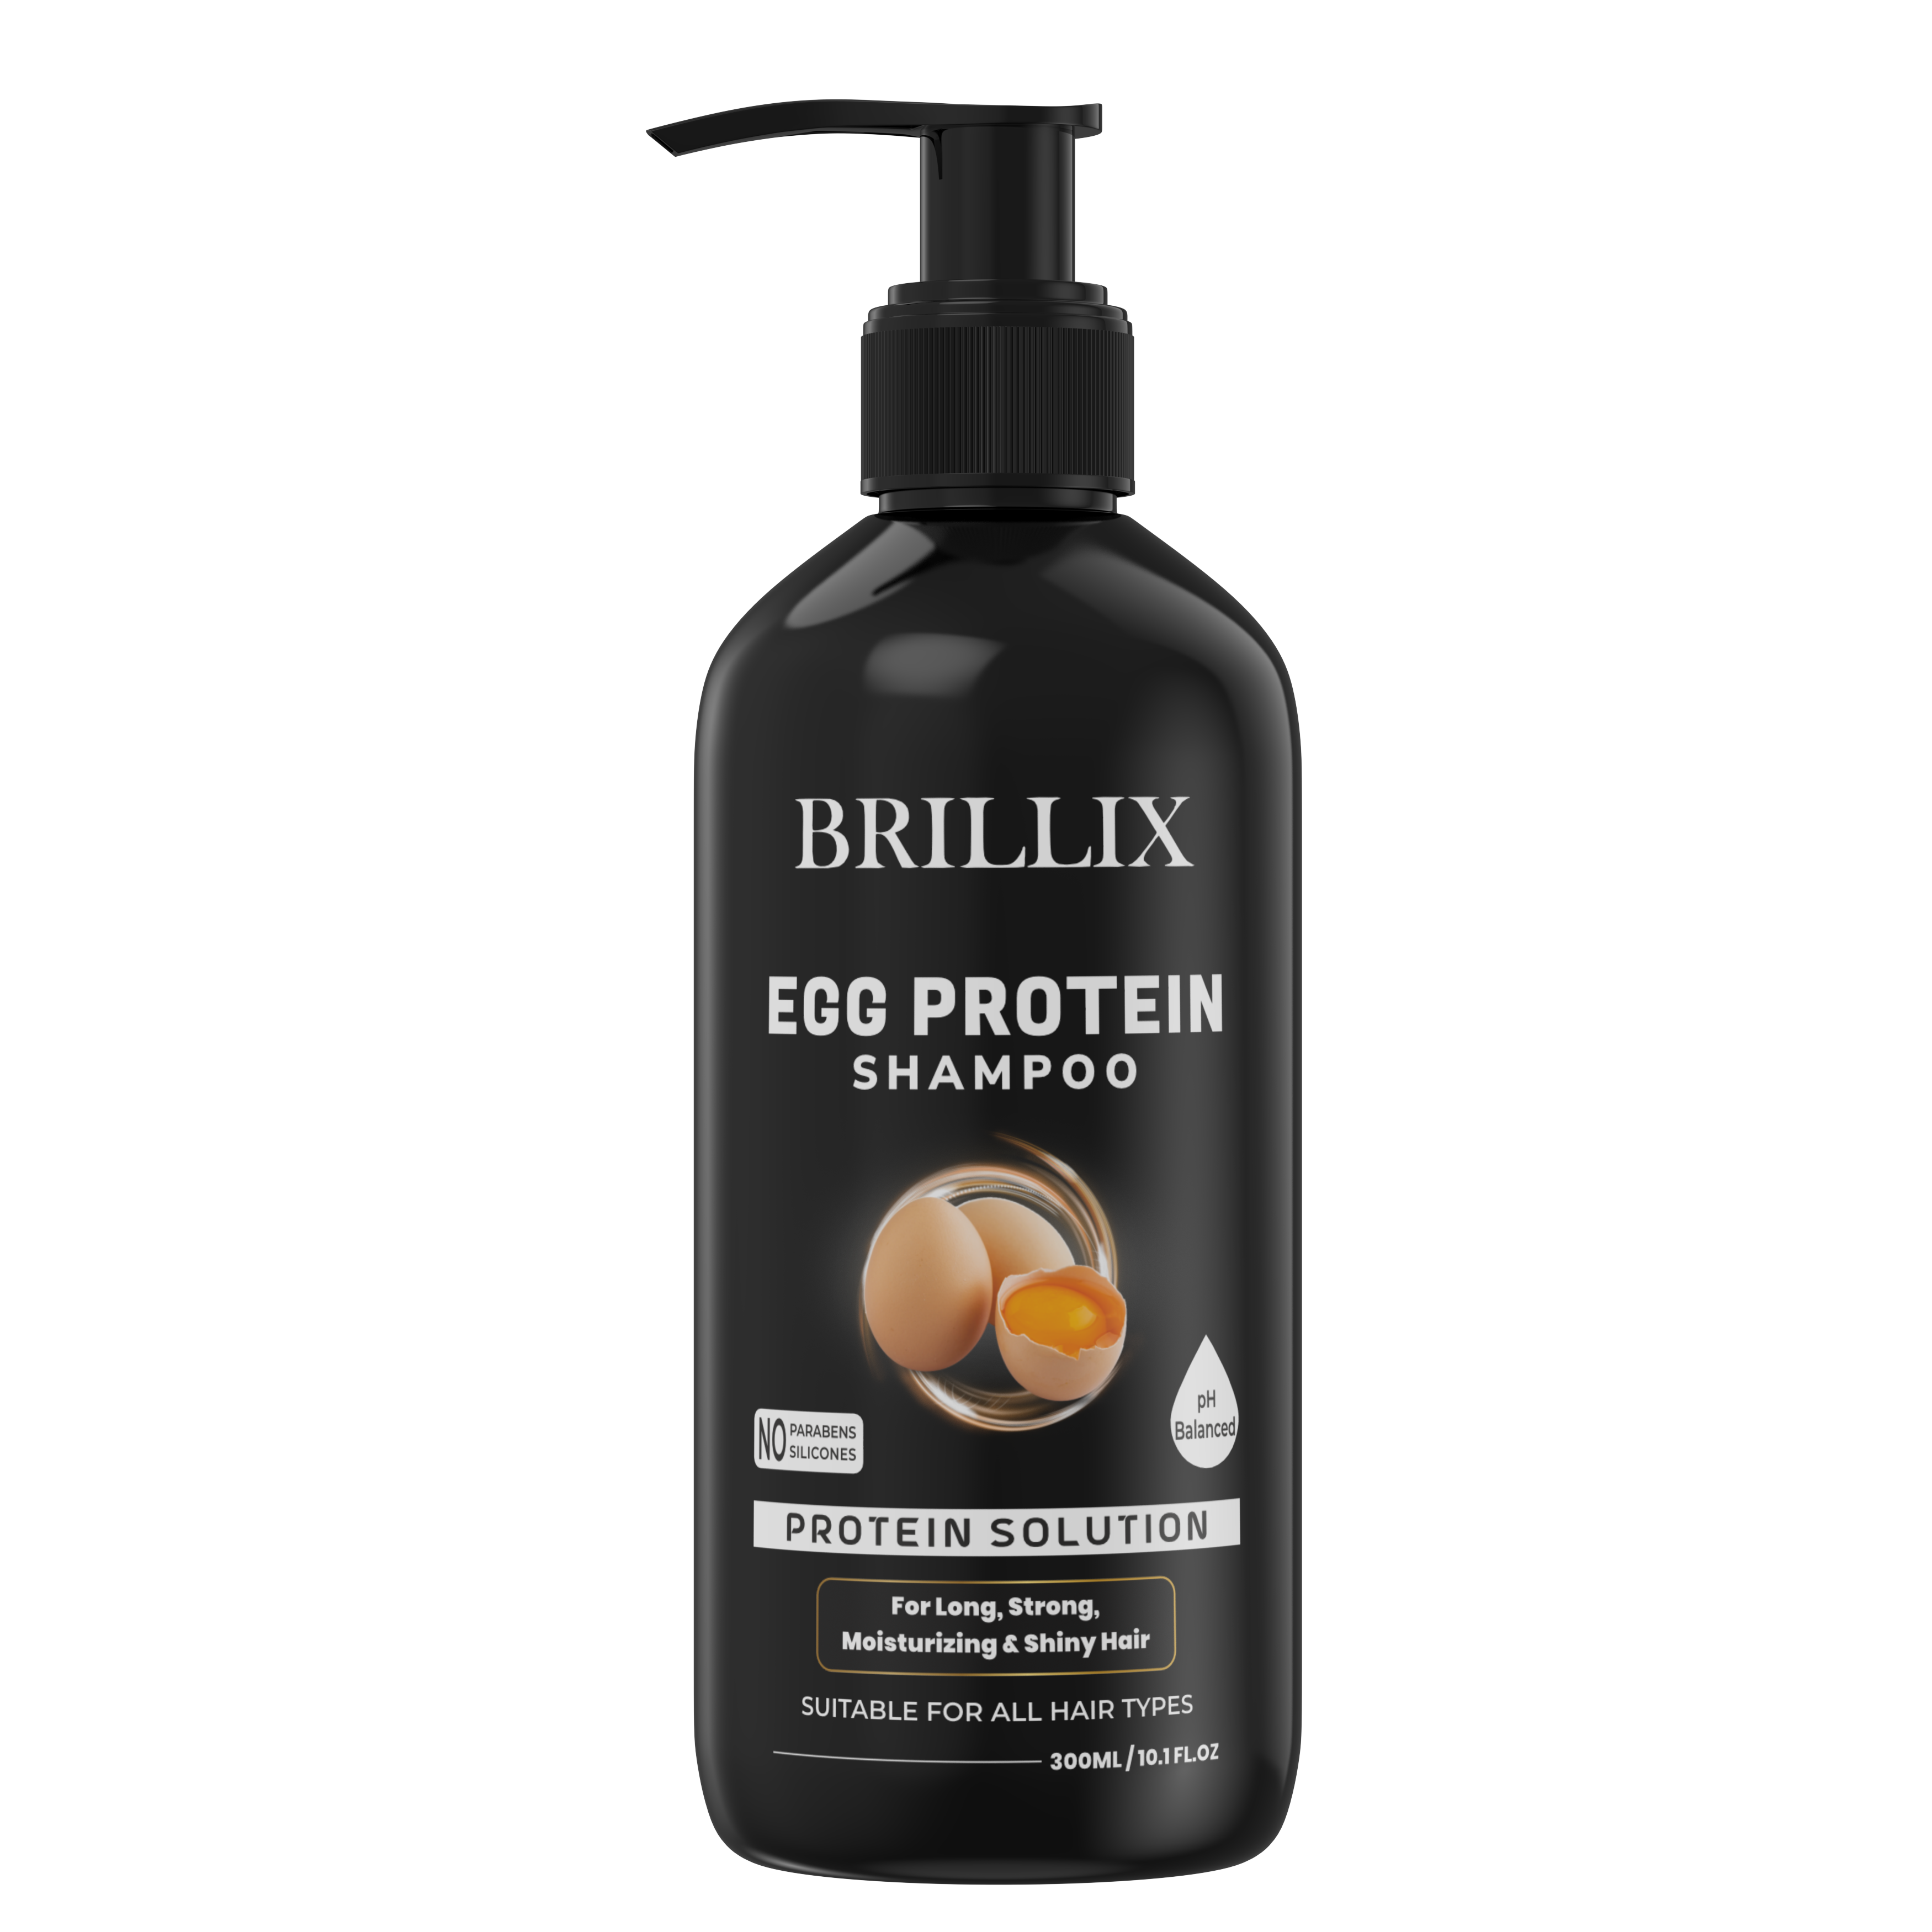 BRILLIX
EGG PROTEIN
SHAMPOO
NO PARABENS
SILICONES
pH
Balanced
PROTEIN SOLUTION
For Long, Strong,
Moisturizing & Shiny Hair
SUITABLE FOR ALL HAIR TYPES
300ML / 10.1 FL.OZ